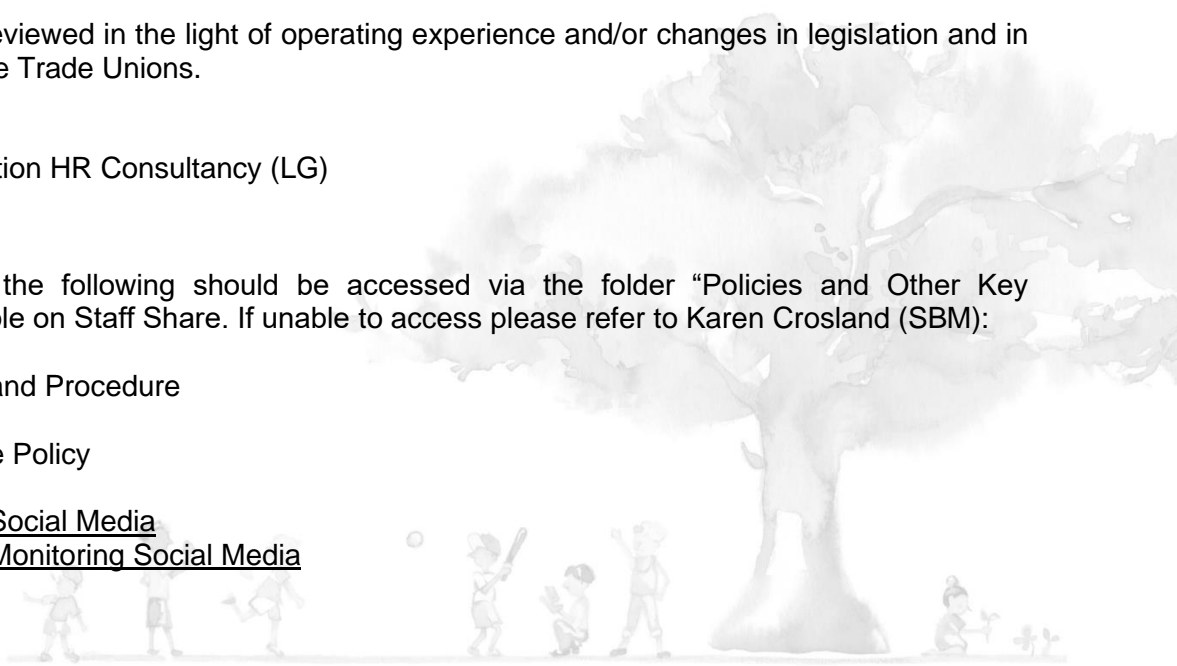 eviewed in the light of operating experience and/or changes in legislation and in
e Trade Unions.
tion HR Consultancy (LG)
the following should be accessed via the folder “Policies and Other Key
ble on Staff Share. If unable to access please refer to Karen Crosland (SBM):
and Procedure
e Policy
Social Media
Monitoring Social Media